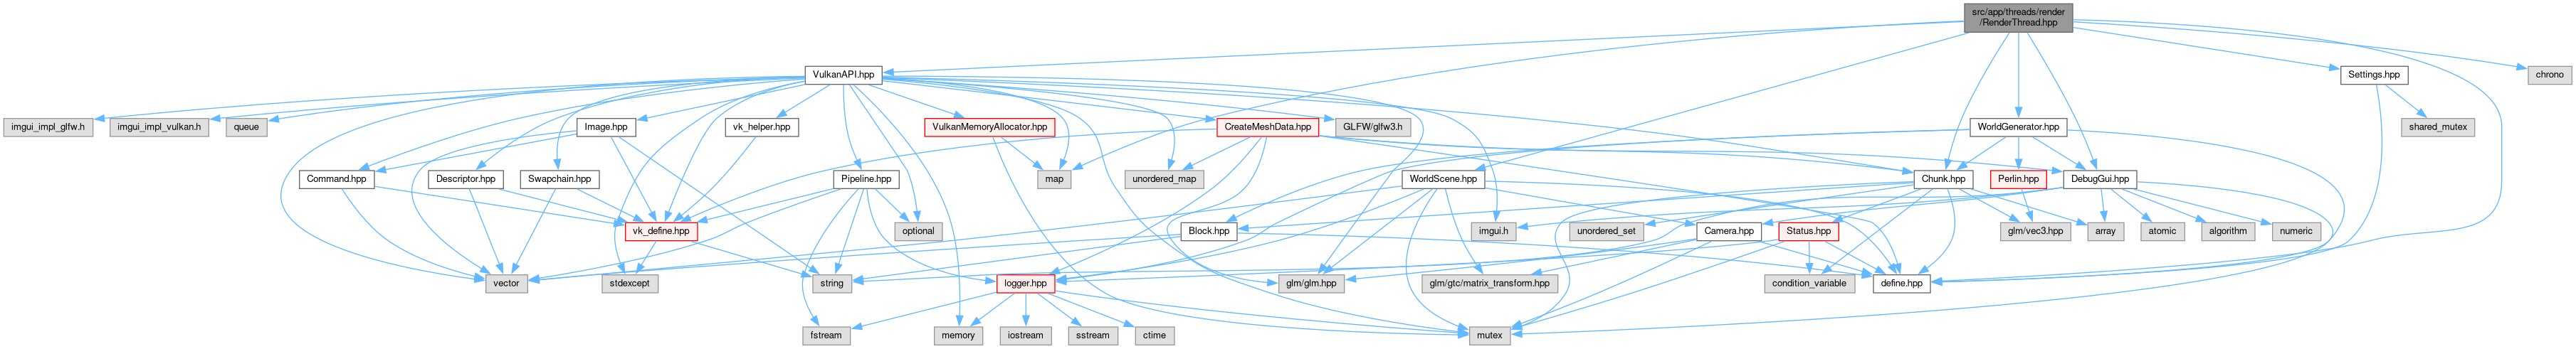 src/app/threads/render
/RenderThread.hpp
VulkanAPI.hpp
Settings.hpp
chrono
imgui_impl_glfw.h
imgui_impl_vulkan.h
queue
Image.hpp
vk_helper.hpp
VulkanMemoryAllocator.hpp
CreateMeshData.hpp
GLFW/glfw3.h
WorldGenerator.hpp
shared_mutex
Command.hpp
Descriptor.hpp
Swapchain.hpp
Pipeline.hpp
map
unordered_map
WorldScene.hpp
Chunk.hpp
Perlin.hpp
DebugGui.hpp
vk_define.hpp
optional
Block.hpp
imgui.h
unordered_set
Camera.hpp
Status.hpp
glm/vec3.hpp
array
atomic
algorithm
numeric
vector
stdexcept
string
logger.hpp
glm/glm.hpp
glm/gtc/matrix_transform.hpp
condition_variable
define.hpp
fstream
memory
iostream
sstream
ctime
mutex